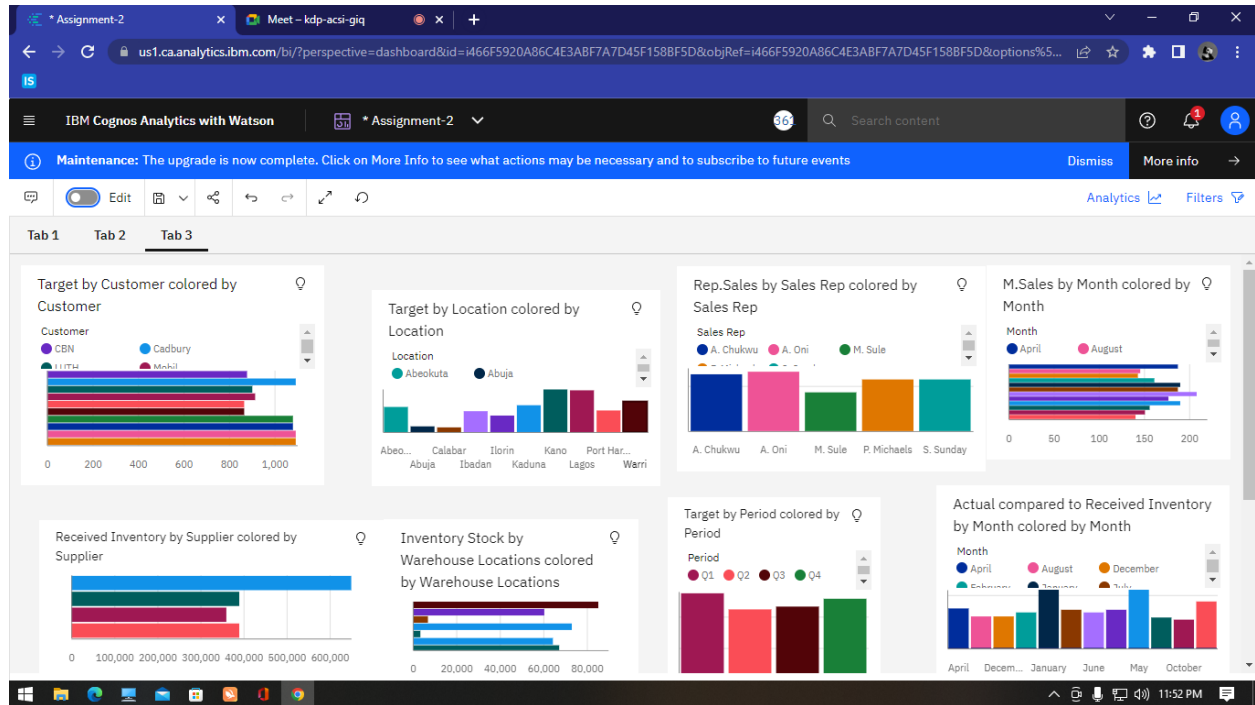 * Assignment-2
Meet – kdp-acsi-giq
us1.ca.analytics.ibm.com/bi/?perspective=dashboard&id=i466F5920A86C4E3ABF7A7D45F158BF5D&objRef=i466F5920A86C4E3ABF7A7D45F158BF5D&options%5...
IS
IBM Cognos Analytics with Watson
* Assignment-2
361
Search content
1
Maintenance: The upgrade is now complete. Click on More Info to see what actions may be necessary and to subscribe to future events
Dismiss
More info
Edit
Analytics
Filters
Tab 1
Tab 2
Tab 3
Target by Customer colored by
Customer
Customer
CBN Cadbury
LUTH Mobil
0 200 400 600 800 1,000
Target by Location colored by
Location
Location
Abeokuta Abuja
Abeo... Calabar Ilorin Kano Port Har...
Abuja Ibadan Kaduna Lagos Warri
Rep.Sales by Sales Rep colored by
Sales Rep
Sales Rep
A. Chukwu A. Oni M. Sule
A. Chukwu A. Oni M. Sule P. Michaels S. Sunday
M.Sales by Month colored by
Month
Month
April August
0 50 100 150 200
Received Inventory by Supplier colored by
Supplier
0 100,000 200,000 300,000 400,000 500,000 600,000
Inventory Stock by
Warehouse Locations colored
by Warehouse Locations
0 20,000 40,000 60,000 80,000
Target by Period colored by
Period
Period
Q1 Q2 Q3 Q4
Actual compared to Received Inventory
by Month colored by Month
Month
April August December
February January July
April Decem... January June May October
11:52 PM